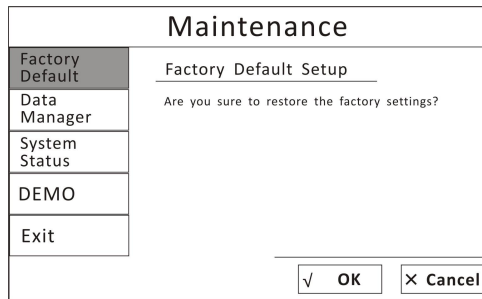 Maintenance
Factory
Default
Data
Manager
System
Status
DEMO
Exit
Factory Default Setup
Are you sure to restore the factory settings?
√ OK
× Cancel